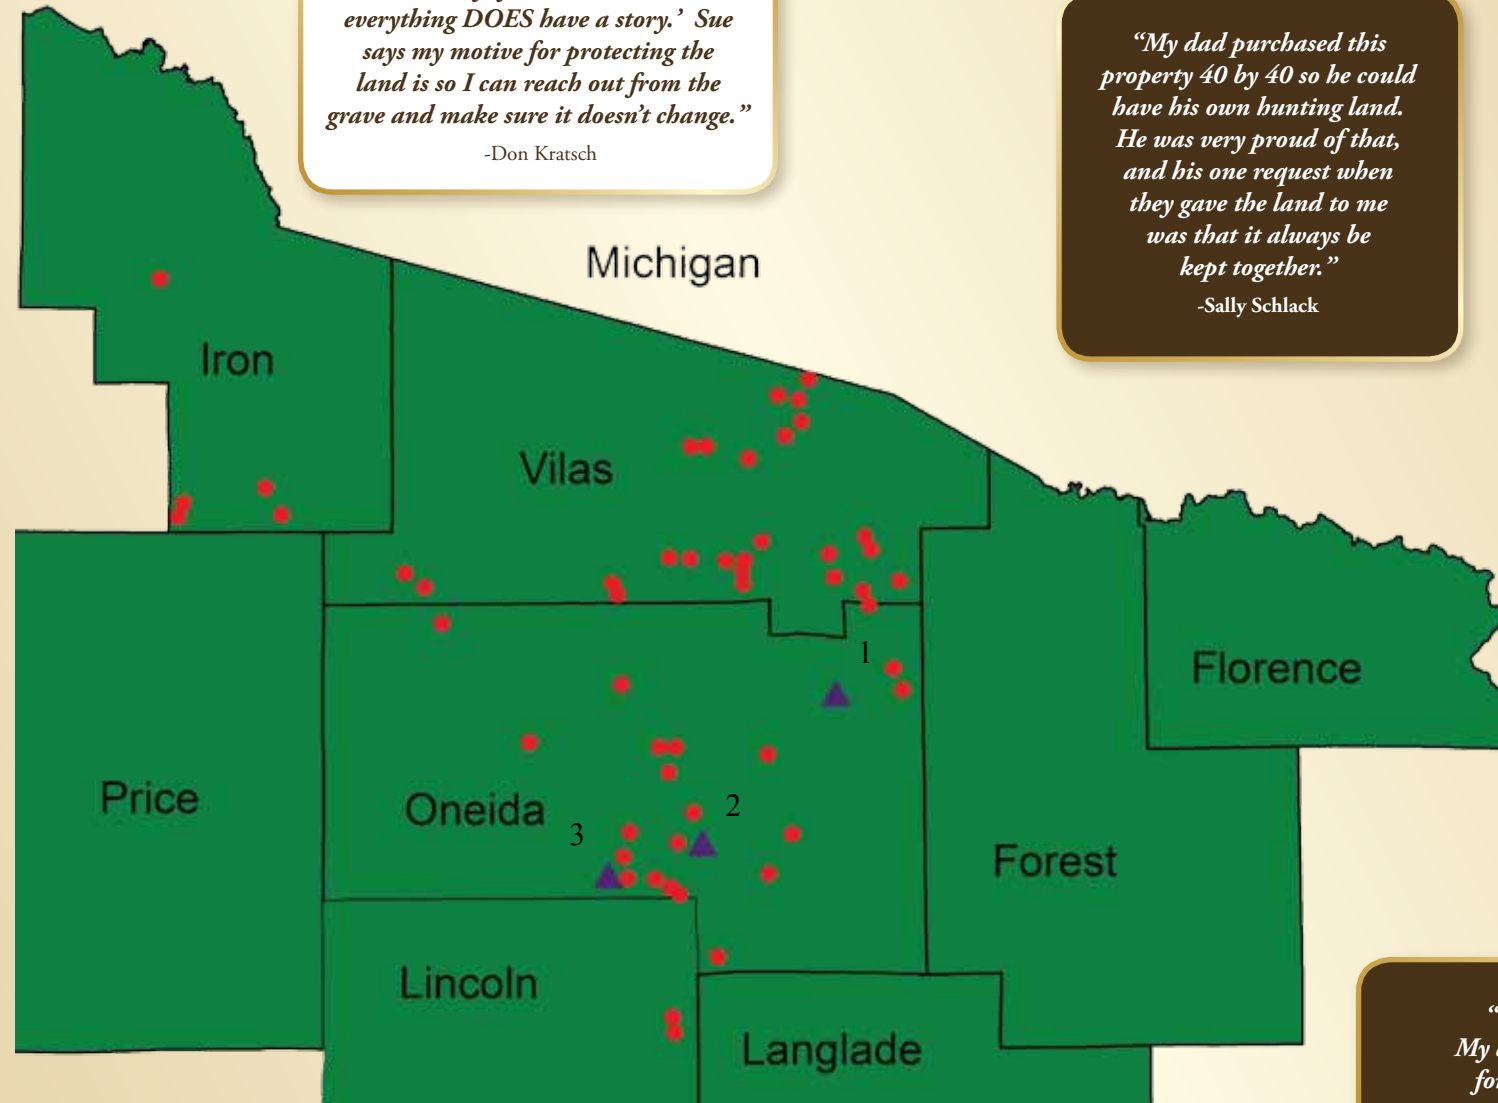 everything DOES have a story.’ Sue
says my motive for protecting the
land is so I can reach out from the
grave and make sure it doesn’t change.”
-Don Kratsch
“My dad purchased this
property 40 by 40 so he could
have his own hunting land.
He was very proud of that,
and his one request when
they gave the land to me
was that it always be
kept together.”
-Sally Schlack
Michigan
Iron
Vilas
1
Florence
Price
Oneida
2
3
Forest
Lincoln
Langlade
“
My
for